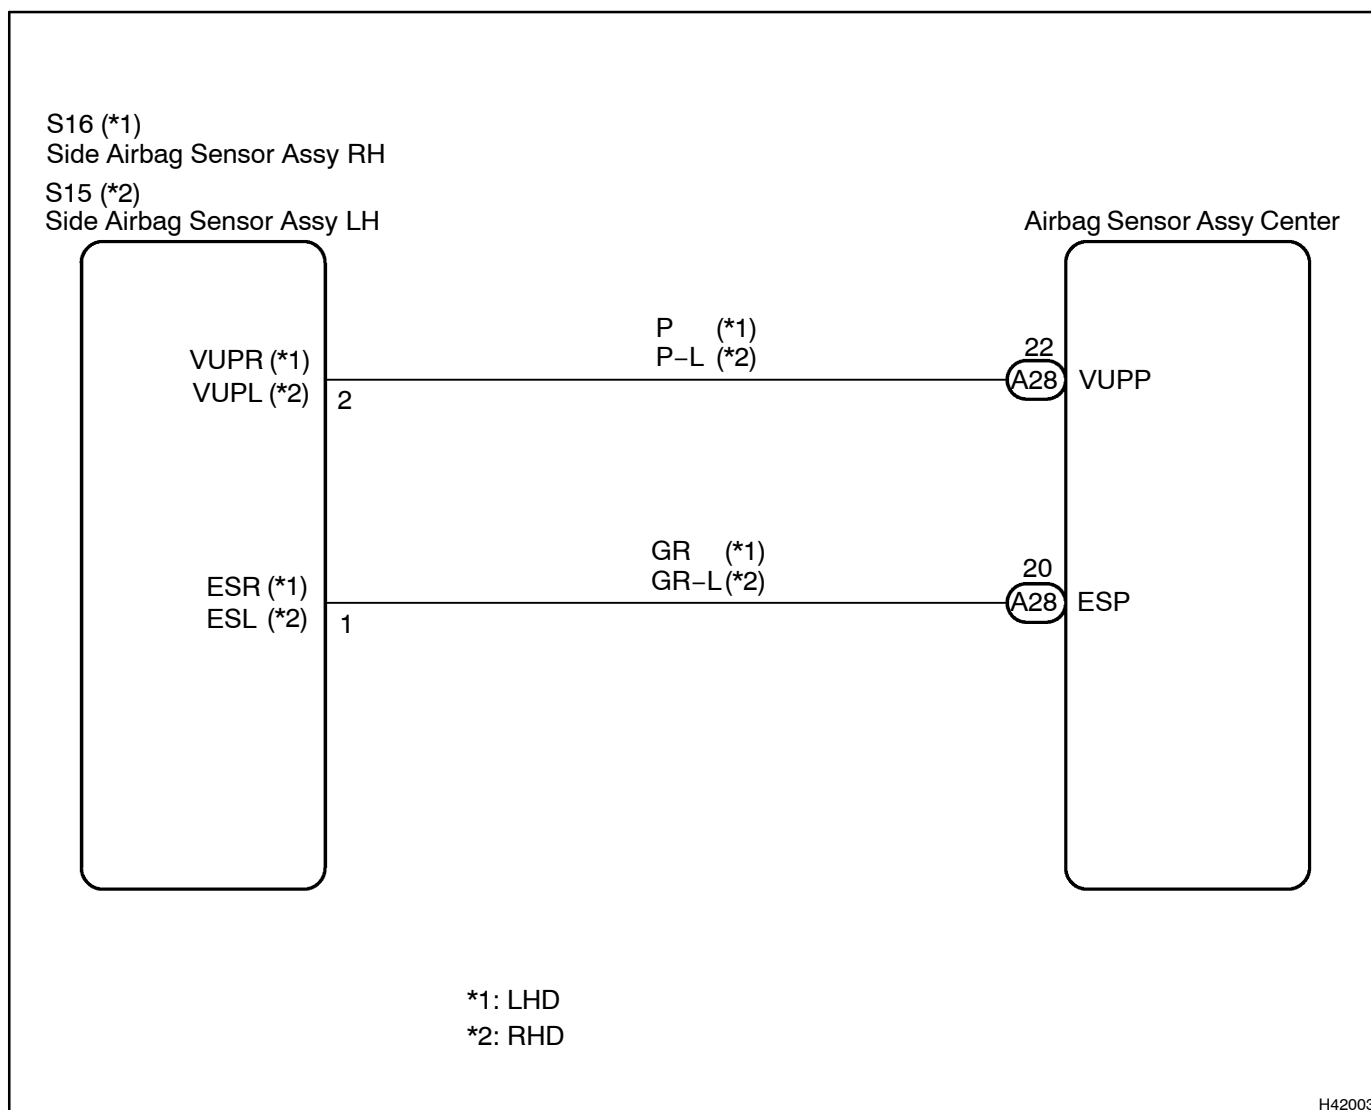 S16 (*1)
Side Airbag Sensor Assy RH
S15 (*2)
Side Airbag Sensor Assy LH
Airbag Sensor Assy Center
P (*1)
P−L (*2)
VUPR (*1)
VUPL (*2)
2
22
A28
VUPP
GR (*1)
GR−L (*2)
ESR (*1)
ESL (*2)
1
20
A28
ESP
*1: LHD
*2: RHD
H42003